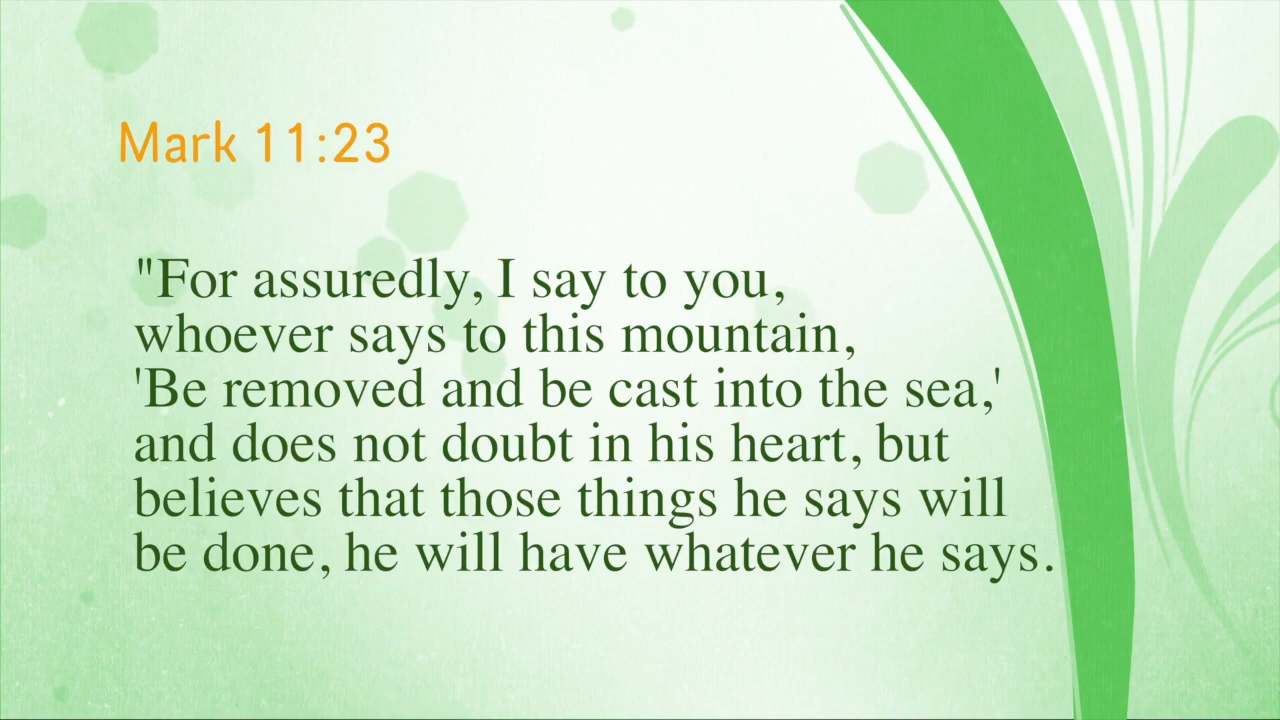 Mark 11:23
"For assuredly, I say to you,
whoever says to this mountain,
'Be removed and be cast into the sea,'
and does not doubt in his heart, but
believes that those things he says will
be done, he will have whatever he says.